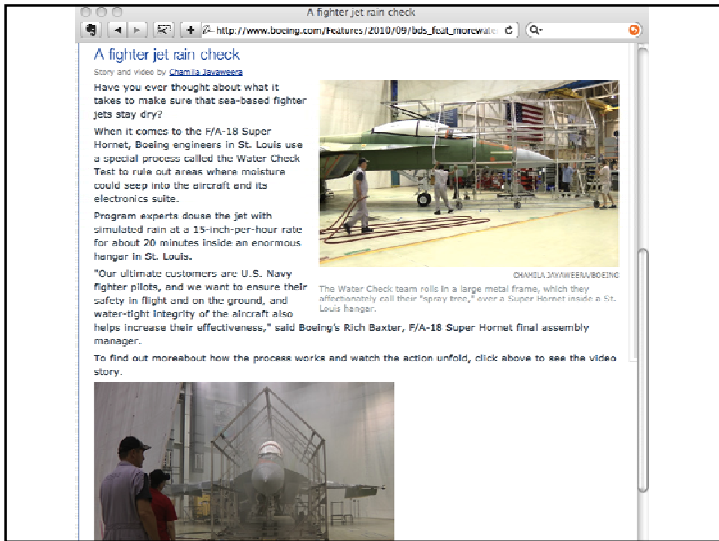 A fighter jet rain check
http://www.boeing.com/Features/2010/09/bds_feat_morewate
Q-
A fighter jet rain check
Story and video by Chamila Jayaweera
Have you ever thought about what it
takes to make sure that sea-based fighter
jets stay dry?
When it comes to the F/A-18 Super
Hornet, Boeing engineers in St. Louis use
a special process called the Water Check
Test to rule out areas where moisture
could seep into the aircraft and its
electronics suite.
Program experts douse the jet with
simulated rain at a 15-inch-per-hour rate
for about 20 minutes inside an enormous
hangar in St. Louis.
"Our ultimate customers are U.S. Navy
fighter pilots, and we want to ensure their
safety in flight and on the ground, and
water-tight integrity of the aircraft also
helps increase their effectiveness," said Boeing's Rich Baxter, F/A-18 Super Hornet final assembly
manager.
CHAMILA JAYAWEERA/BOEING
The Water Check team rolls in a large metal frame, which they
affectionately call their "spray tree," over a Super Hornet inside a St.
Louis hangar.
To find out moreabout how the process works and watch the action unfold, click above to see the video
story.